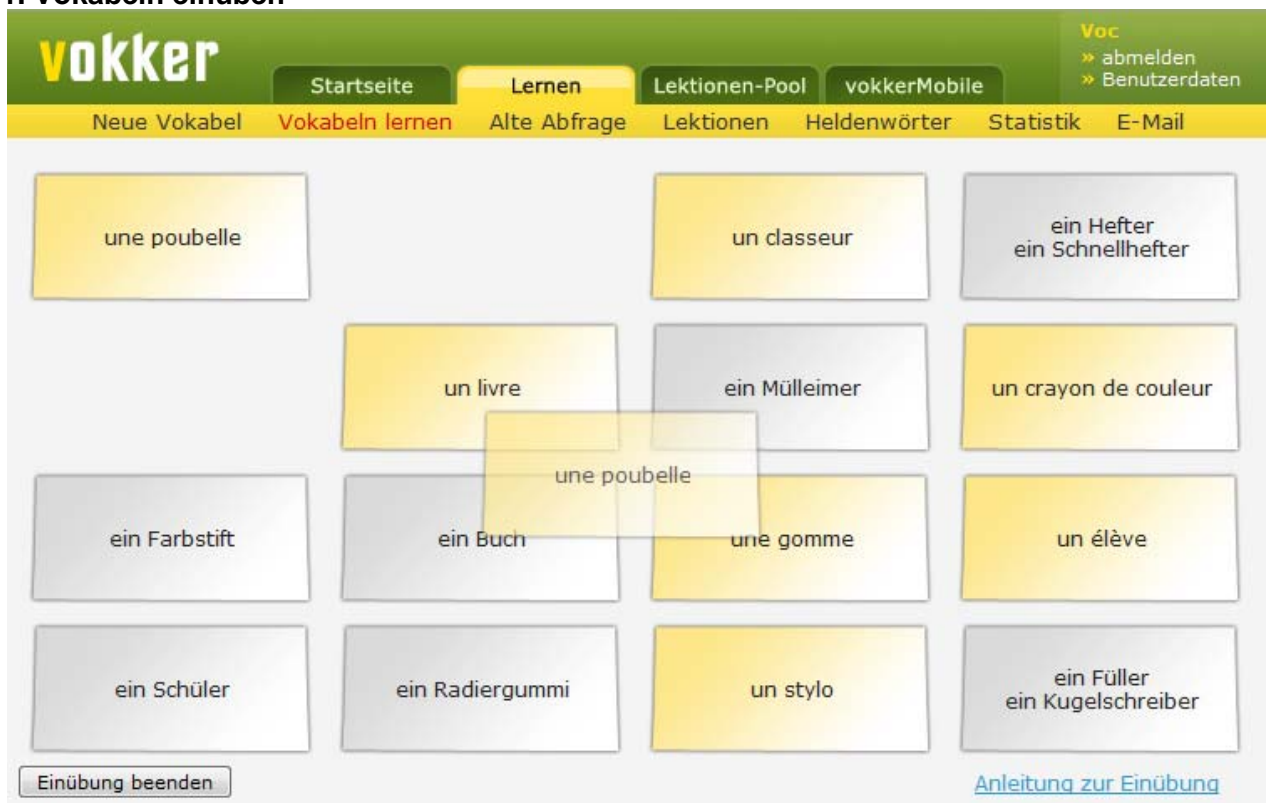 Vokabeln einüben
vokker
Voc
» abmelden
» Benutzerdaten
Startseite
Lernen
Lektionen-Pool
vokkerMobile
Neue Vokabel
Vokabeln lernen
Alte Abfrage
Lektionen
Heldenwörter
Statistik
E-Mail
une poubelle
un classeur
ein Hefter
ein Schnellhefter
un livre
ein Mülleimer
un crayon de couleur
une poubelle
ein Farbstift
ein Buch
une gomme
un élève
ein Schüler
ein Radiergummi
un stylo
ein Füller
ein Kugelschreiber
Einübung beenden
Anleitung zur Einübung